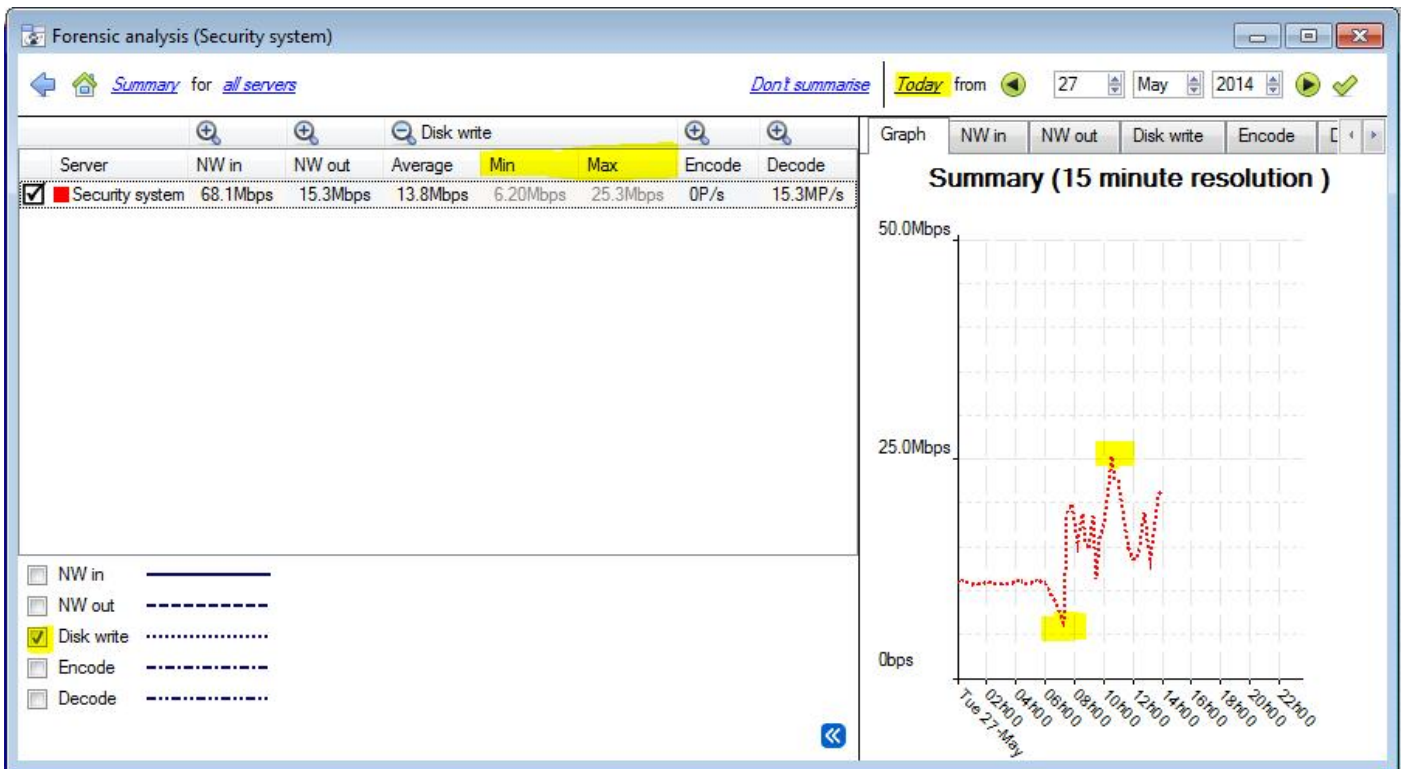 Forensic analysis (Security system)
Summary for all servers Don't summarise Today from 27 May 2014
Disk write
Server NW in NW out Average Min Max Encode Decode
Security system 68.1Mbps 15.3Mbps 13.8Mbps 6.20Mbps 25.3Mbps 0P/s 15.3MP/s
NW in
NW out
Disk write
Encode
Decode
Graph NW in NW out Disk write Encode
Summary (15 minute resolution )
50.0Mbps
25.0Mbps
0bps
Tue 27-May 02h00 04h00 06h00 08h00 10h00 12h00 14h00 16h00 18h00 20h00 22h00